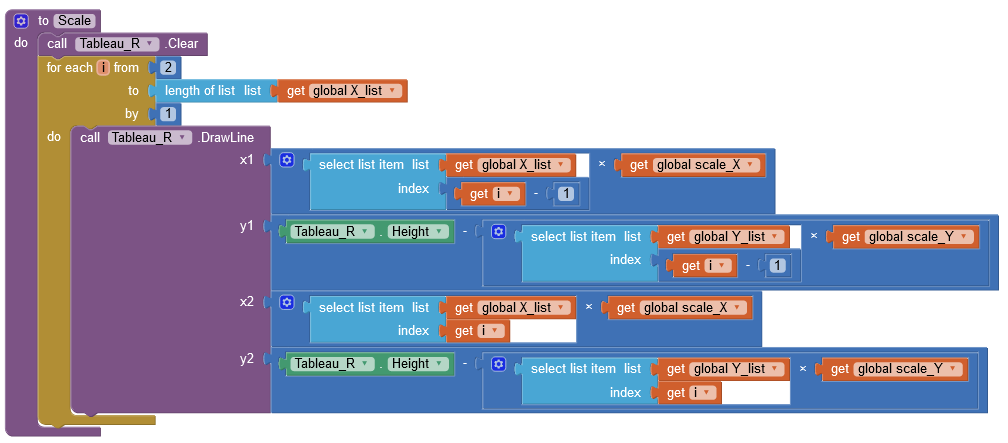 to Scale
do call Tableau_R .Clear
for each i from 2
to length of list list get global X_list
by 1
do call Tableau_R .DrawLine
x1 select list item list get global X_list × get global scale_X
index get i - 1
y1 Tableau_R . Height - select list item list get global Y_list × get global scale_Y
index get i - 1
x2 select list item list get global X_list × get global scale_X
index get i
y2 Tableau_R . Height - select list item list get global Y_list × get global scale_Y
index get i